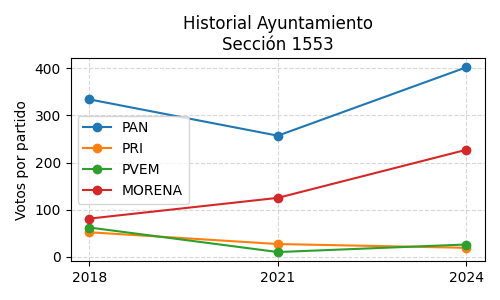 Historial Ayuntamiento
Sección 1553
Votos por partido
400
300
200
100
0
PAN
PRI
PVEM
MORENA
2018
2021
2024